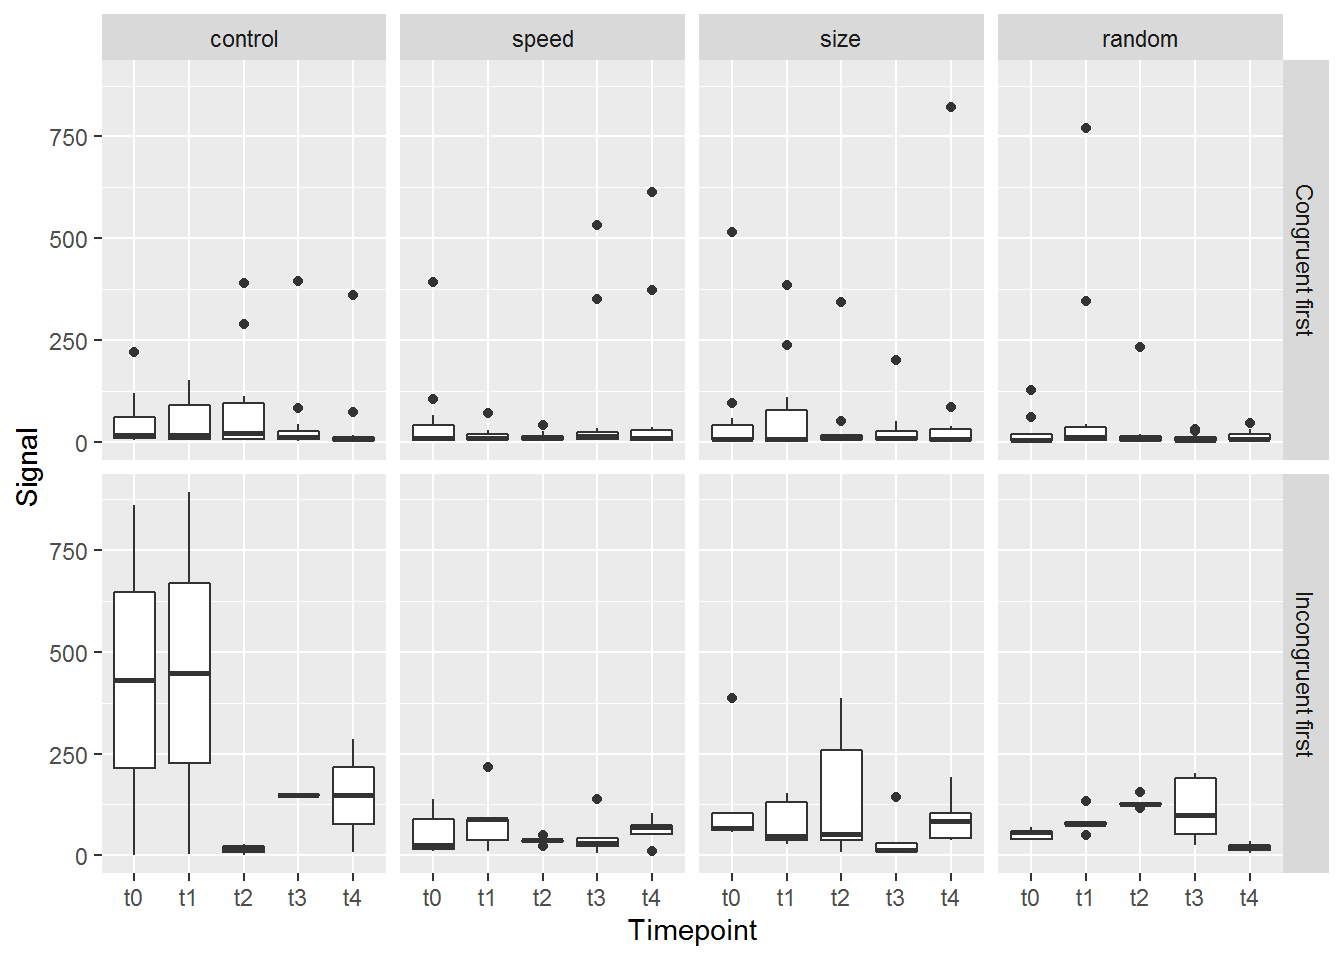 control speed size random
750
500
250
0
Congruent first
750
500
250
0
Incongruent first
Signal
t0 t1 t2 t3 t4 t0 t1 t2 t3 t4 t0 t1 t2 t3 t4 t0 t1 t2 t3 t4
Timepoint